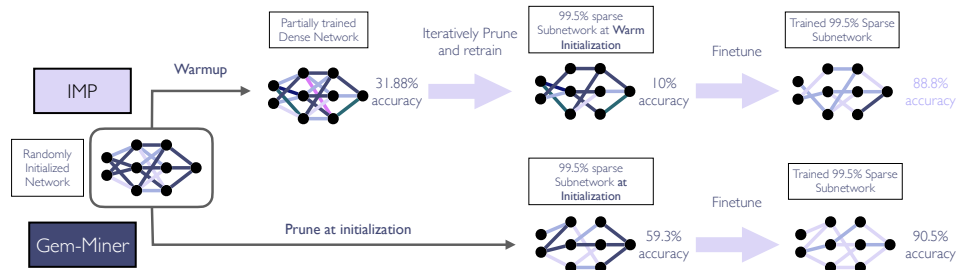 Partially trained
Dense Network
Iteratively Prune
and retrain
99.5% sparse
Subnetwork at Warm
Initialization
Finetune
Trained 99.5% Sparse
Subnetwork
IMP
Warmup
31.88%
accuracy
10%
accuracy
88.8%
accuracy
Randomly
Initialized
Network
99.5% sparse
Subnetwork at
Initialization
Finetune
Trained 99.5% Sparse
Subnetwork
Gem-Miner
Prune at initialization
59.3%
accuracy
90.5%
accuracy